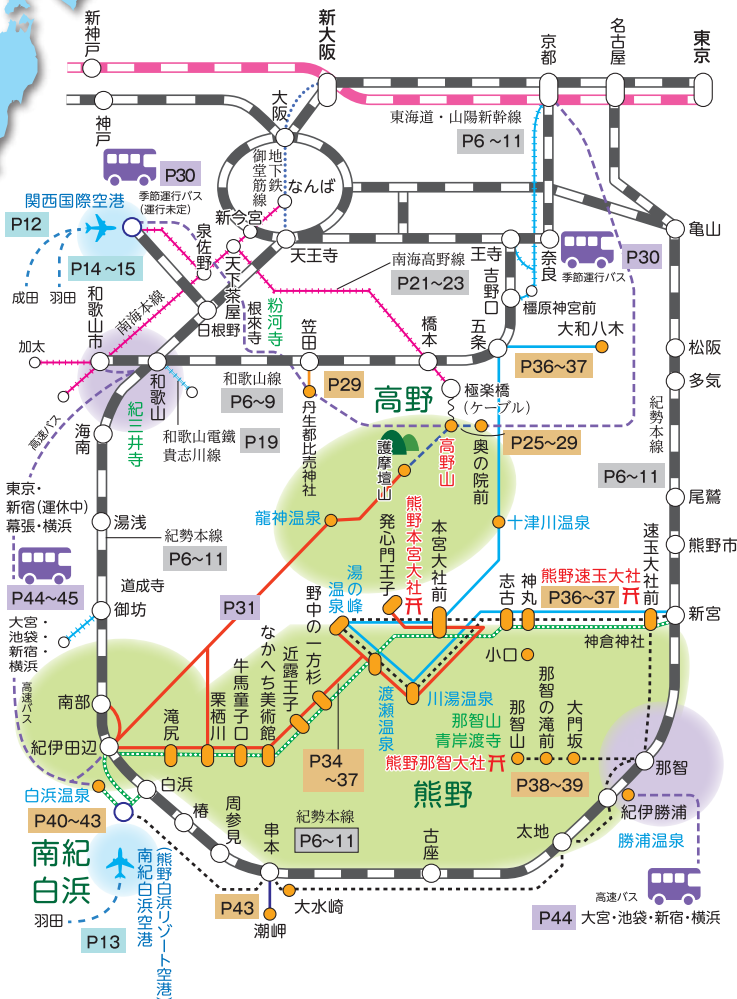 新神戸
新大阪
京都
名古屋
東京
神戸
大阪
東海道・山陽新幹線
P6～11
地下鉄
御堂筋線
なんば
P30
季節運行バス
(運行未定)
関西国際空港
P12
P14～15
成田
羽田
泉佐野
新今宮
天下茶屋
天王寺
王寺
奈良
P30
季節運行バス
亀山
南海高野線
P21～23
吉野口
橿原神宮前
大和八木
和歌山市
南海本線
日根野
根來寺
粉河寺
笠田
橋本
五条
P36～37
松阪
多気
加太
和歌山
和歌山線
P6～9
P29
丹生都比売神社
高野
極楽橋
(ケーブル)
紀勢本線
P6～11
高速バス
海南
紀三井寺
和歌山電鐵
貴志川線
P19
護摩壇山
高野山
奥の院前
P25～29
東京・
新宿(運休中)
幕張・横浜
湯浅
紀勢本線
P6～11
龍神温泉
十津川温泉
尾鷲
熊野市
P44～45
道成寺
御坊
P31
湯の峰
温泉
発心門王子
熊野本宮大社
本宮大社前
志古
神丸
熊野速玉大社
P36～37
速玉大社前
新宮
神倉神社
大宮・
池袋・
新宿・
横浜
高速バス
南部
紀伊田辺
滝尻
栗栖川
牛馬童子口
なかへち美術館
近露王子
野中の一方杉
渡瀬温泉
川湯温泉
小口
那智山
青岸渡寺
熊野那智大社
那智山
那智の滝前
大門坂
P38～39
那智
P34
～37
熊野
白浜温泉
P40～43
白浜
椿
周参見
紀勢本線
P6～11
串本
古座
太地
紀伊勝浦
勝浦温泉
南紀
白浜
羽田
P13
南紀白浜空港
(熊野白浜リゾート空港)
P43
大水崎
潮岬
高速バス
P44
大宮・池袋・新宿・横浜